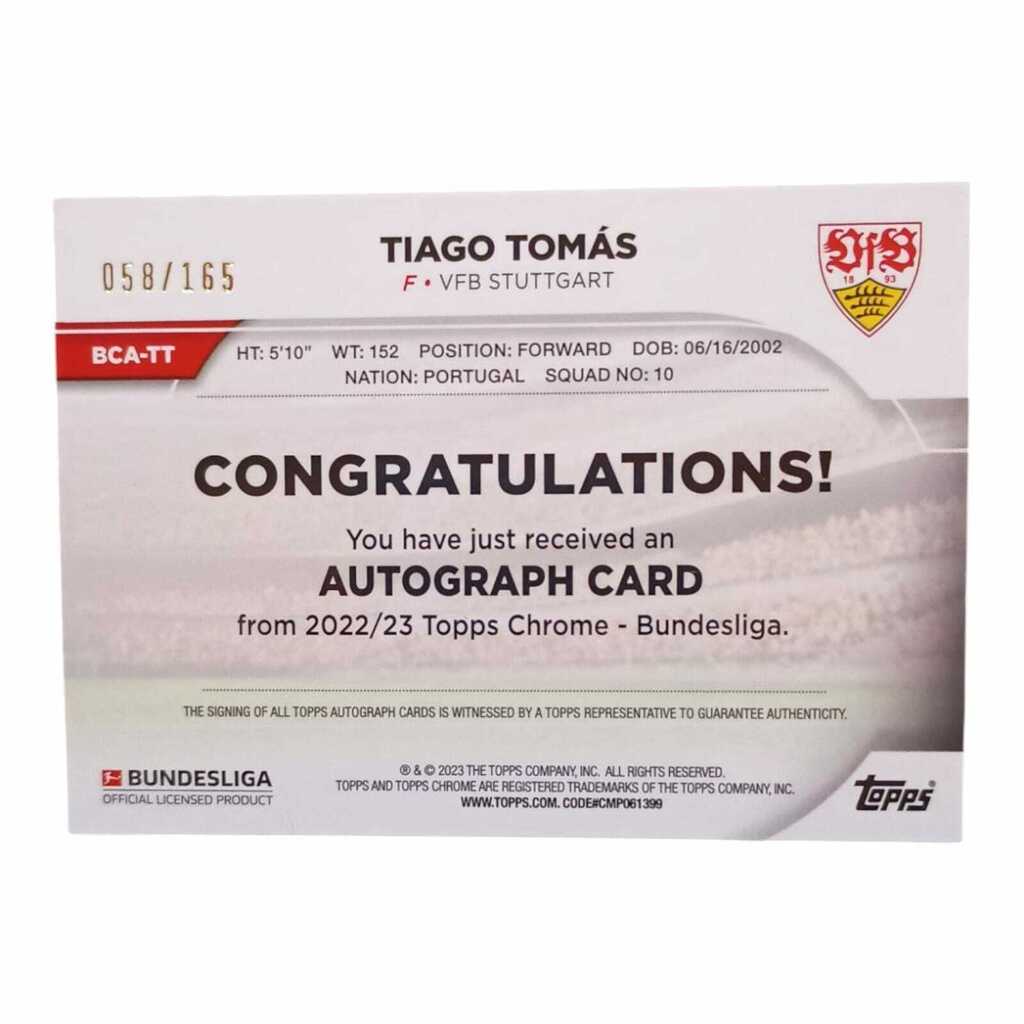 058/165
TIAGO TOMÁS
F • VFB STUTTGART
VfB
18 93
BCA-TT
HT: 5'10" WT: 152 POSITION: FORWARD DOB: 06/16/2002
NATION: PORTUGAL SQUAD NO: 10
CONGRATULATIONS!
You have just received an
AUTOGRAPH CARD
from 2022/23 Topps Chrome - Bundesliga.
THE SIGNING OF ALL TOPPS AUTOGRAPH CARDS IS WITNESSED BY A TOPPS REPRESENTATIVE TO GUARANTEE AUTHENTICITY.
BUNDESLIGA
OFFICIAL LICENSED PRODUCT
® & © 2023 THE TOPPS COMPANY, INC. ALL RIGHTS RESERVED.
TOPPS AND TOPPS CHROME ARE REGISTERED TRADEMARKS OF THE TOPPS COMPANY, INC.
WWW.TOPPS.COM. CODE#CMP061399
topps®